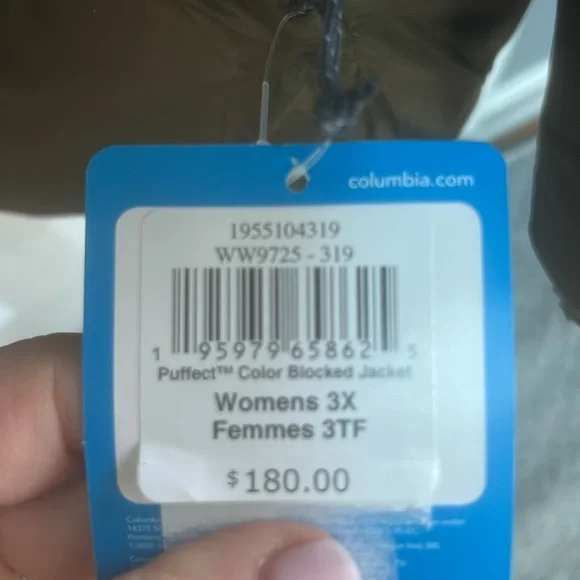 columbia.com
1955104319
WW9725 - 319
1 95979 65862 5
Puffect™ Color Blocked Jacket
Womens 3X
Femmes 3TF
$180.00